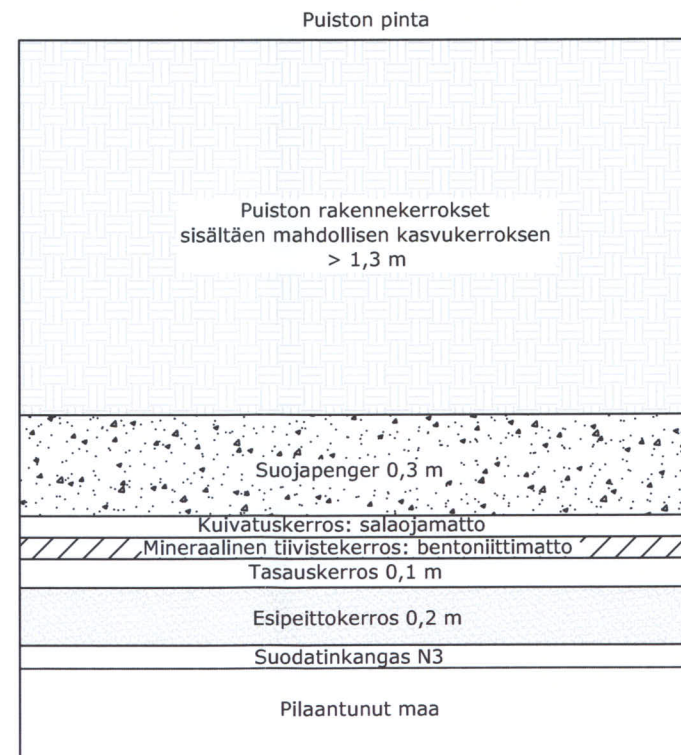 Puiston pinta
Puiston rakennekerrokset
sisältäen mahdollisen kasvukerroksen
> 1,3 m
Suojapenger 0,3 m
Kuivatuskerros: salaojamatto
Mineraalinen tiivistekerros: bentoniittimatto
Tasauskerros 0,1 m
Esipeittokerros 0,2 m
Suodatinkangas N3
Pilaantunut maa